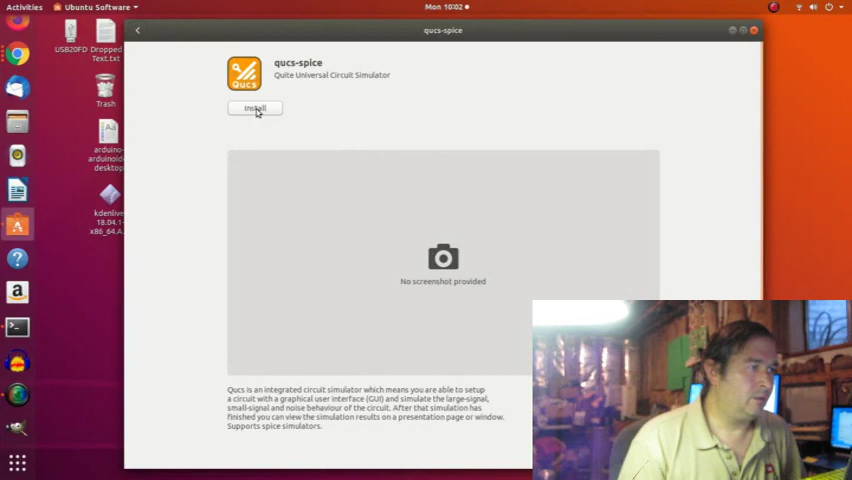 Activities
Ubuntu Software
Mon 10:02
qucs-spice
USB20FD
Dropped
Text.txt
qucs-spice
Quite Universal Circuit Simulator
Qucs
Install
Trash
Aa
arduino-
arduinoide
desktop
kdenlive
18.04.1-
x86_64.A
No screenshot provided
Qucs is an integrated circuit simulator which means you are able to setup
a circuit with a graphical user interface (GUI) and simulate the large-signal,
small-signal and noise behaviour of the circuit. After that simulation has
finished you can view the simulation results on a presentation page or window.
Supports spice simulators.